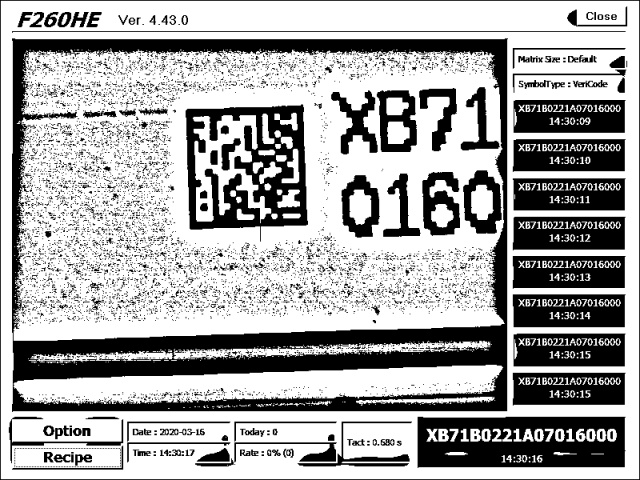 F260HE Ver. 4.43.0
Close
XB71
0160
Matrix Size : Default
SymbolType : VeriCode
XB71B0221A07016000
14:30:09
XB71B0221A07016000
14:30:10
XB71B0221A07016000
14:30:11
XB71B0221A07016000
14:30:12
XB71B0221A07016000
14:30:13
XB71B0221A07016000
14:30:14
XB71B0221A07016000
14:30:15
XB71B0221A07016000
14:30:15
Option
Recipe
Date : 2020-03-16
Time : 14:30:17
Today : 0
Rate : 0% (0)
Tact : 0.680 s
XB71B0221A07016000
14:30:16